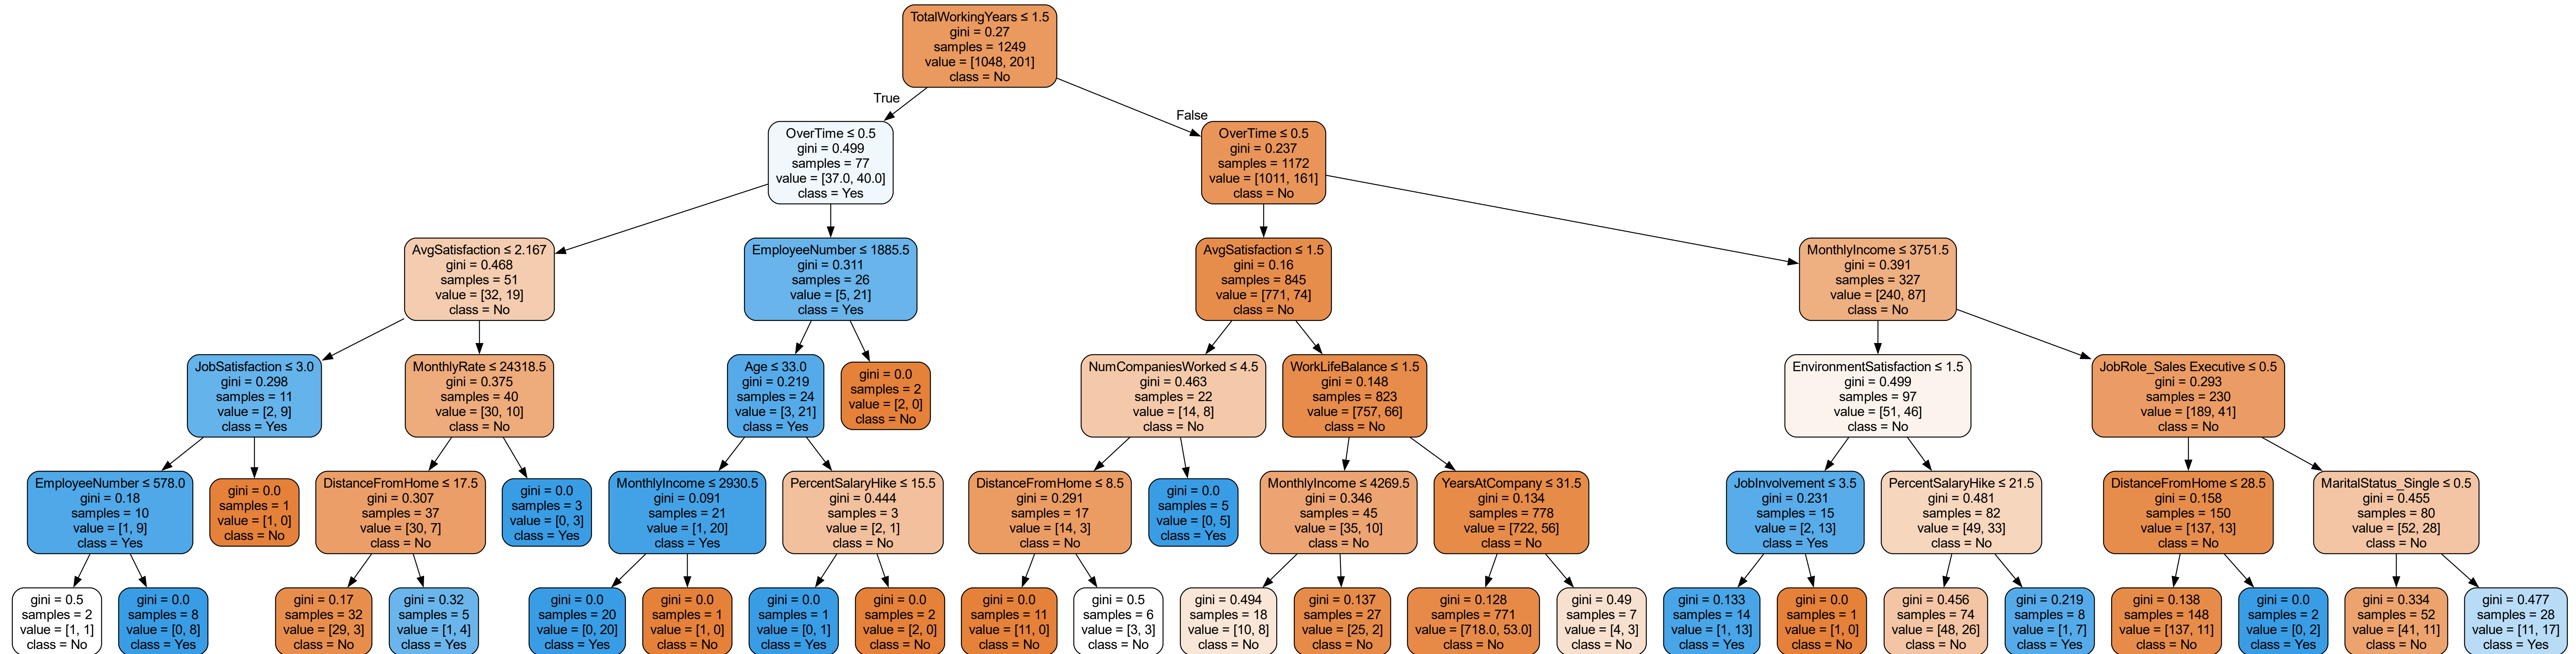 TotalWorkingYears ≤ 1.5
gini = 0.27
samples = 1249
value = [1048, 201]
class = No
True
False
OverTime ≤ 0.5
gini = 0.499
samples = 77
value = [37.0, 40.0]
class = Yes
OverTime ≤ 0.5
gini = 0.237
samples = 1172
value = [1011, 161]
class = No
AvgSatisfaction ≤ 2.167
gini = 0.468
samples = 51
value = [32, 19]
class = No
EmployeeNumber ≤ 1885.5
gini = 0.311
samples = 26
value = [5, 21]
class = Yes
AvgSatisfaction ≤ 1.5
gini = 0.16
samples = 845
value = [771, 74]
class = No
MonthlyIncome ≤ 3751.5
gini = 0.391
samples = 327
value = [240, 87]
class = No
JobSatisfaction ≤ 3.0
gini = 0.298
samples = 11
value = [2, 9]
class = Yes
MonthlyRate ≤ 24318.5
gini = 0.375
samples = 40
value = [30, 10]
class = No
Age ≤ 33.0
gini = 0.219
samples = 24
value = [3, 21]
class = Yes
gini = 0.0
samples = 2
value = [2, 0]
class = No
NumCompaniesWorked ≤ 4.5
gini = 0.463
samples = 22
value = [14, 8]
class = No
WorkLifeBalance ≤ 1.5
gini = 0.148
samples = 823
value = [757, 66]
class = No
EnvironmentSatisfaction ≤ 1.5
gini = 0.499
samples = 97
value = [51, 46]
class = No
JobRole_Sales Executive ≤ 0.5
gini = 0.293
samples = 230
value = [189, 41]
class = No
EmployeeNumber ≤ 578.0
gini = 0.18
samples = 10
value = [1, 9]
class = Yes
gini = 0.0
samples = 1
value = [1, 0]
class = No
DistanceFromHome ≤ 17.5
gini = 0.307
samples = 37
value = [30, 7]
class = No
gini = 0.0
samples = 3
value = [0, 3]
class = Yes
MonthlyIncome ≤ 2930.5
gini = 0.091
samples = 21
value = [1, 20]
class = Yes
PercentSalaryHike ≤ 15.5
gini = 0.444
samples = 3
value = [2, 1]
class = No
DistanceFromHome ≤ 8.5
gini = 0.291
samples = 17
value = [14, 3]
class = No
gini = 0.0
samples = 5
value = [0, 5]
class = Yes
MonthlyIncome ≤ 4269.5
gini = 0.346
samples = 45
value = [35, 10]
class = No
YearsAtCompany ≤ 31.5
gini = 0.134
samples = 778
value = [722, 56]
class = No
JobInvolvement ≤ 3.5
gini = 0.231
samples = 15
value = [2, 13]
class = Yes
PercentSalaryHike ≤ 21.5
gini = 0.481
samples = 82
value = [49, 33]
class = No
DistanceFromHome ≤ 28.5
gini = 0.158
samples = 150
value = [137, 13]
class = No
MaritalStatus_Single ≤ 0.5
gini = 0.455
samples = 80
value = [52, 28]
class = No
gini = 0.5
samples = 2
value = [1, 1]
class = No
gini = 0.0
samples = 8
value = [0, 8]
class = Yes
gini = 0.17
samples = 32
value = [29, 3]
class = No
gini = 0.32
samples = 5
value = [1, 4]
class = Yes
gini = 0.0
samples = 20
value = [0, 20]
class = Yes
gini = 0.0
samples = 1
value = [1, 0]
class = No
gini = 0.0
samples = 1
value = [0, 1]
class = Yes
gini = 0.0
samples = 2
value = [2, 0]
class = No
gini = 0.0
samples = 11
value = [11, 0]
class = No
gini = 0.5
samples = 6
value = [3, 3]
class = No
gini = 0.494
samples = 18
value = [10, 8]
class = No
gini = 0.137
samples = 27
value = [25, 2]
class = No
gini = 0.128
samples = 771
value = [718.0, 53.0]
class = No
gini = 0.49
samples = 7
value = [4, 3]
class = No
gini = 0.133
samples = 14
value = [1, 13]
class = Yes
gini = 0.0
samples = 1
value = [1, 0]
class = No
gini = 0.456
samples = 74
value = [48, 26]
class = No
gini = 0.219
samples = 8
value = [1, 7]
class = Yes
gini = 0.138
samples = 148
value = [137, 11]
class = No
gini = 0.0
samples = 2
value = [0, 2]
class = Yes
gini = 0.334
samples = 52
value = [41, 11]
class = No
gini = 0.477
samples = 28
value = [11, 17]
class = Yes